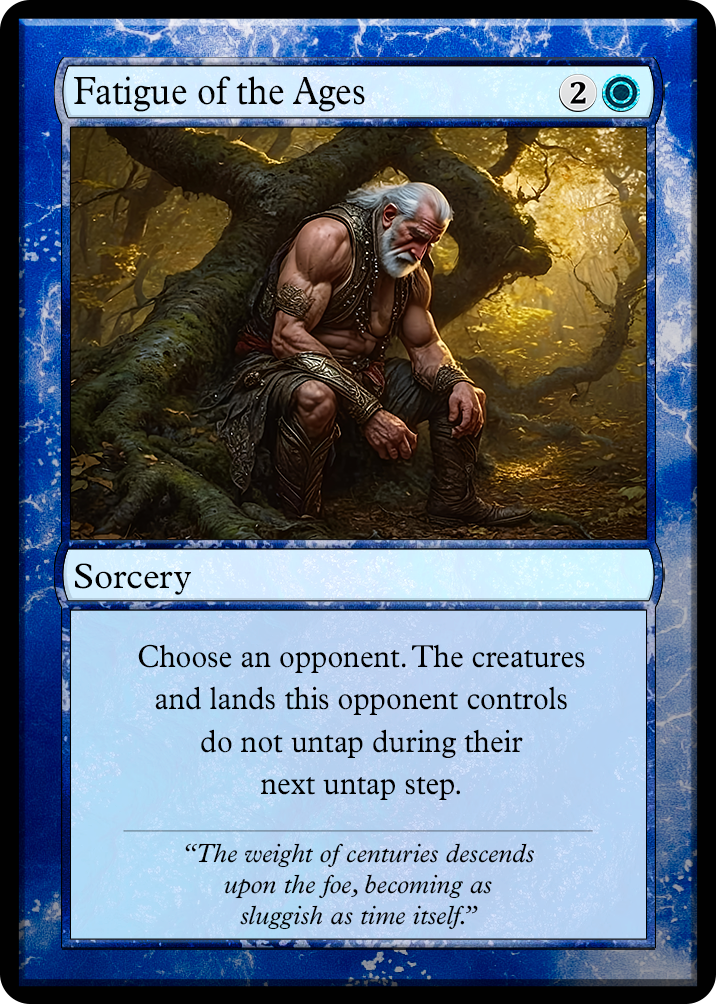 Fatigue of the Ages 2
Sorcery
Choose an opponent. The creatures
and lands this opponent controls
do not untap during their
next untap step.
“The weight of centuries descends
upon the foe, becoming as
sluggish as time itself.”